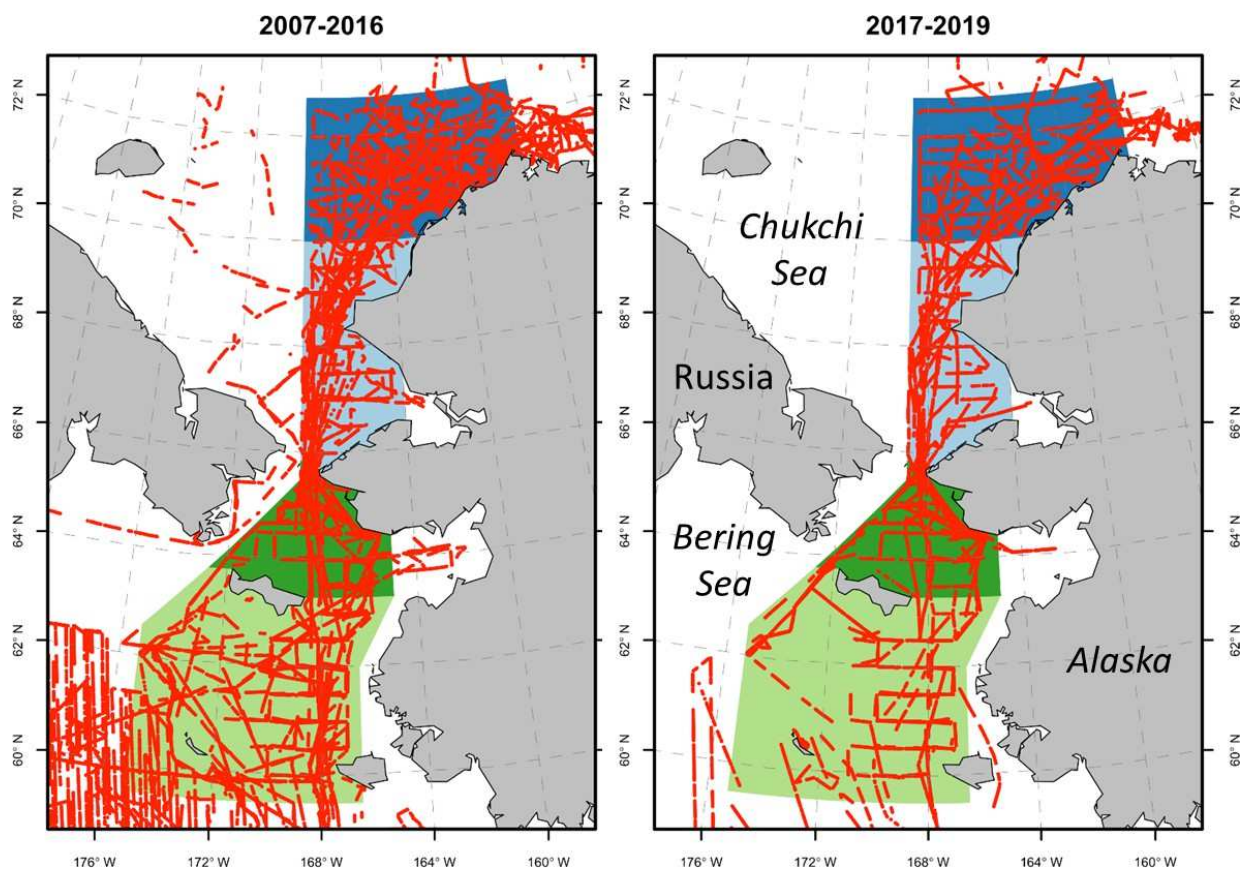 2007-2016
2017-2019
72° N
70° N
68° N
66° N
64° N
62° N
60° N
176° W
172° W
168° W
164° W
160° W
Chukchi
Sea
Russia
Bering
Sea
Alaska
72° N
70° N
68° N
66° N
64° N
62° N
60° N
176° W
172° W
168° W
164° W
160° W